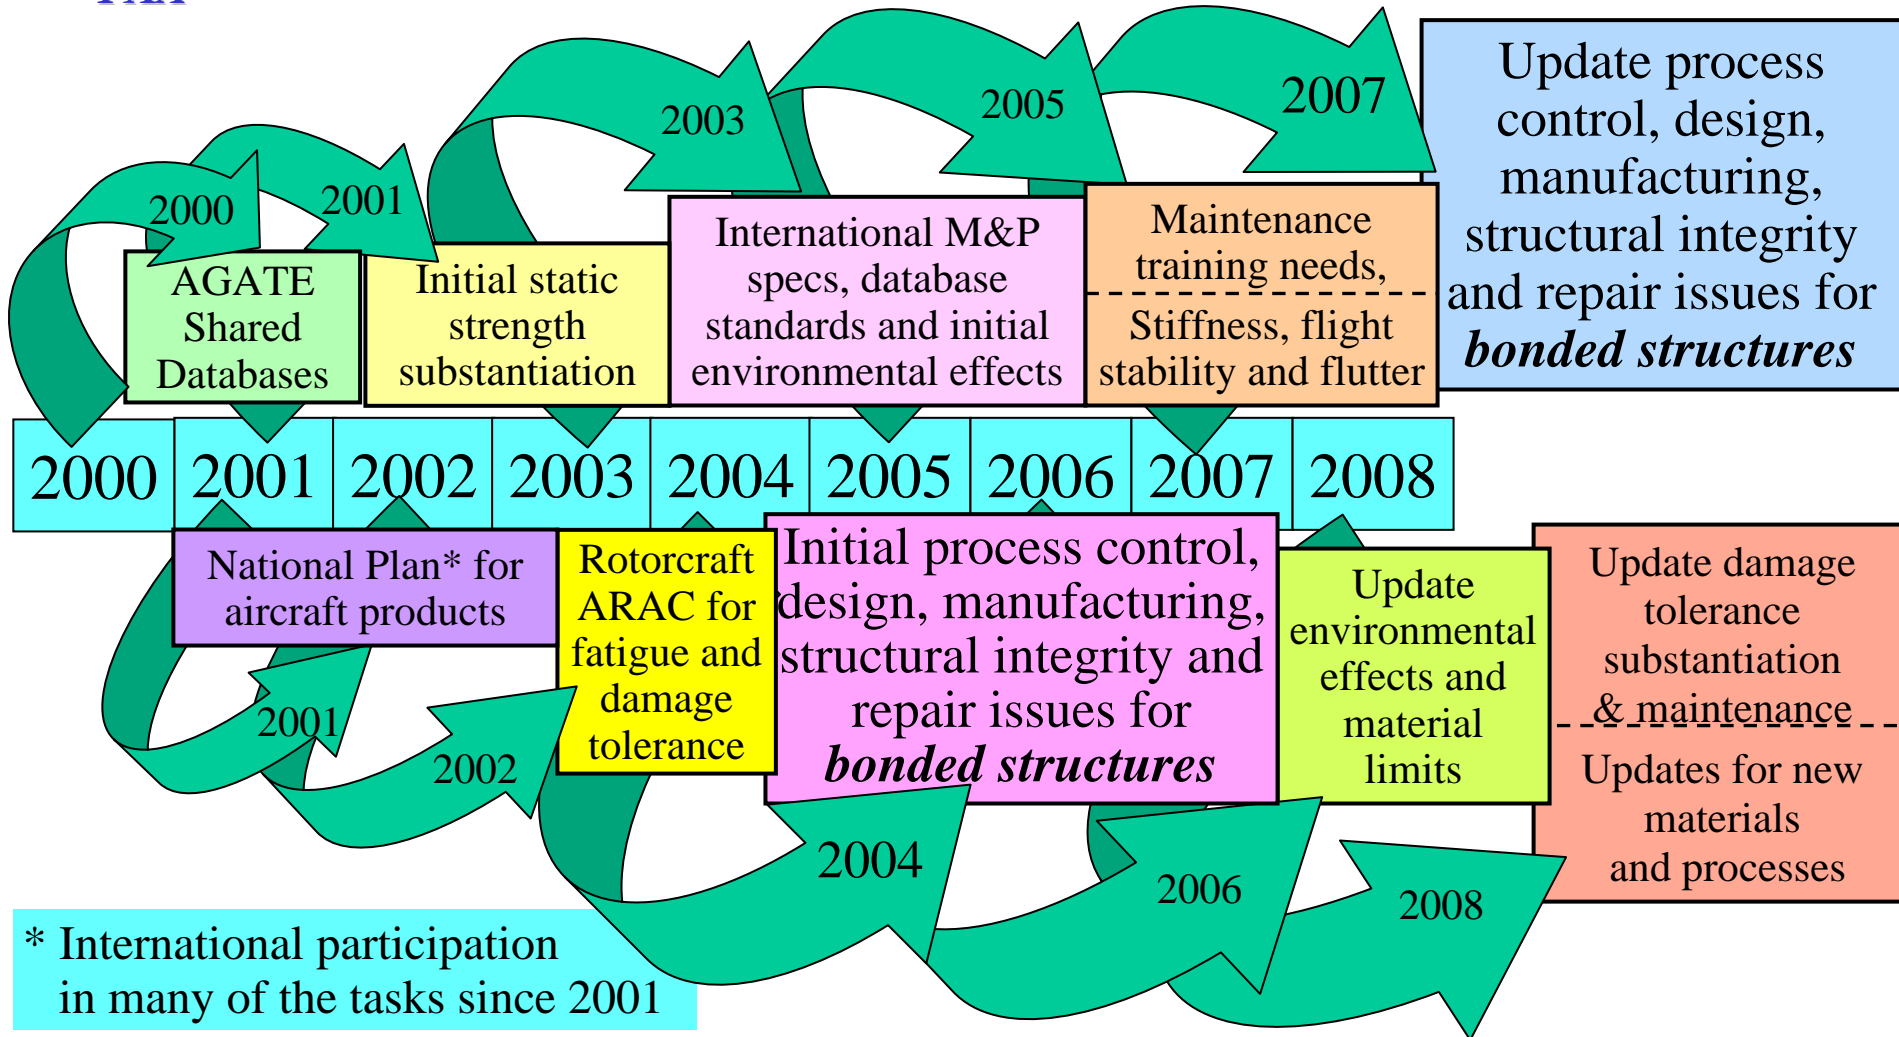 2000
2001
2003
2005
2007
AGATE
Shared
Databases
Initial static
strength
substantiation
International M&P
specs, database
standards and initial
environmental effects
Maintenance
training needs,
Stiffness, flight
stability and flutter
Update process
control, design,
manufacturing,
structural integrity
and repair issues for
bonded structures
2000 2001 2002 2003 2004 2005 2006 2007 2008
National Plan* for
aircraft products
Rotorcraft
ARAC for
fatigue and
damage
tolerance
Initial process control,
design, manufacturing,
structural integrity and
repair issues for
bonded structures
Update
environmental
effects and
material
limits
Update damage
tolerance
substantiation
& maintenance
Updates for new
materials
and processes
2001
2002
2004
2006
2008
* International participation
in many of the tasks since 2001